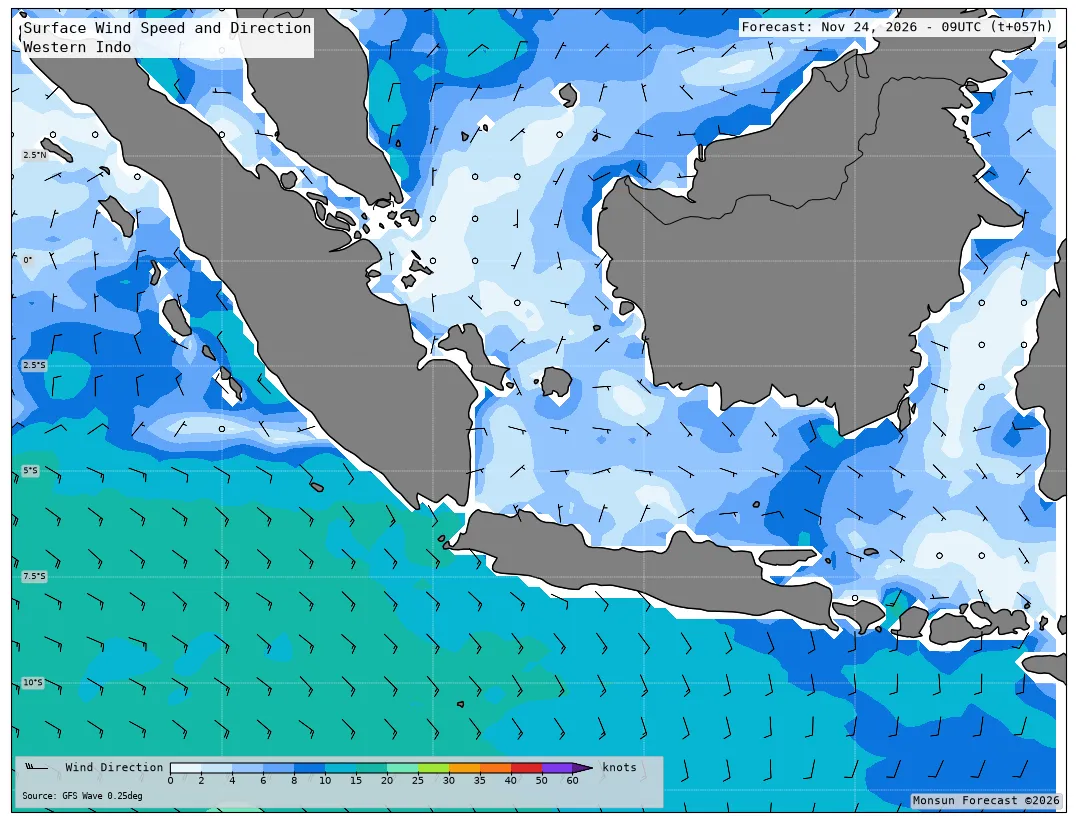 Surface Wind Speed and Direction
Western Indo
Forecast: Nov 24, 2026 - 09UTC (t+057h)
2.5°N
0°
2.5°S
5°S
7.5°S
10°S
Wind Direction
0 2 4 6 8 10 15 20 25 30 35 40 50 60
knots
Source: GFS Wave 0.25deg
Monsun Forecast ©2026